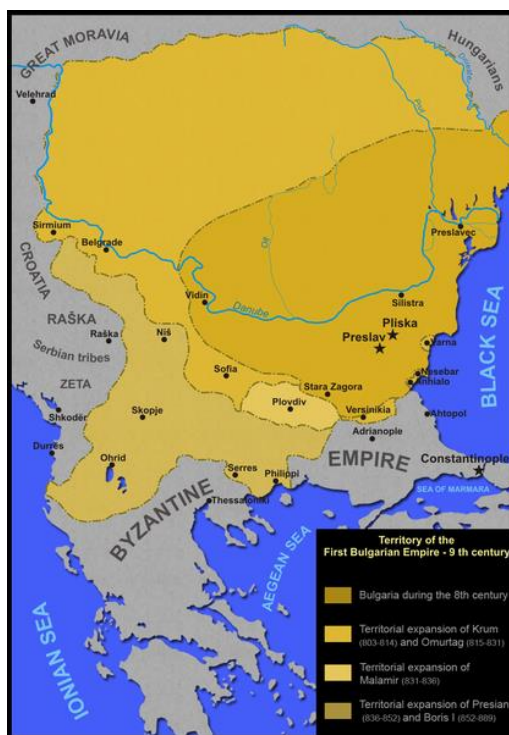 GREAT MORAVIA
Hungarians
Velehrad
Dniester
Prut
Sirmium
Belgrade
Preslavec
CROATIA
Vidin
Danube
Olt
Silistra
Pliska
Preslav
Varna
RAŠKA
Raška
Niš
Serbian tribes
Sofia
Nesebar
Anhialo
BLACK SEA
Stara Zagora
Plovdiv
Versinikia
Ahtopol
ZETA
Shkodër
Skopje
Adrianople
Durrës
Ohrid
EMPIRE
Constantinople
Serres
Philippi
SEA OF MARMARA
Thessaloniki
BYZANTINE
AEGEAN SEA
IONIAN SEA
Territory of the
First Bulgarian Empire - 9 th century
Bulgaria during the 8th century
Territorial expansion of Krum
(803-814) and Omurtag (815-831)
Territorial expansion of
Malamir (831-836)
Territorial expansion of Presian
(836-852) and Boris I (852-889)